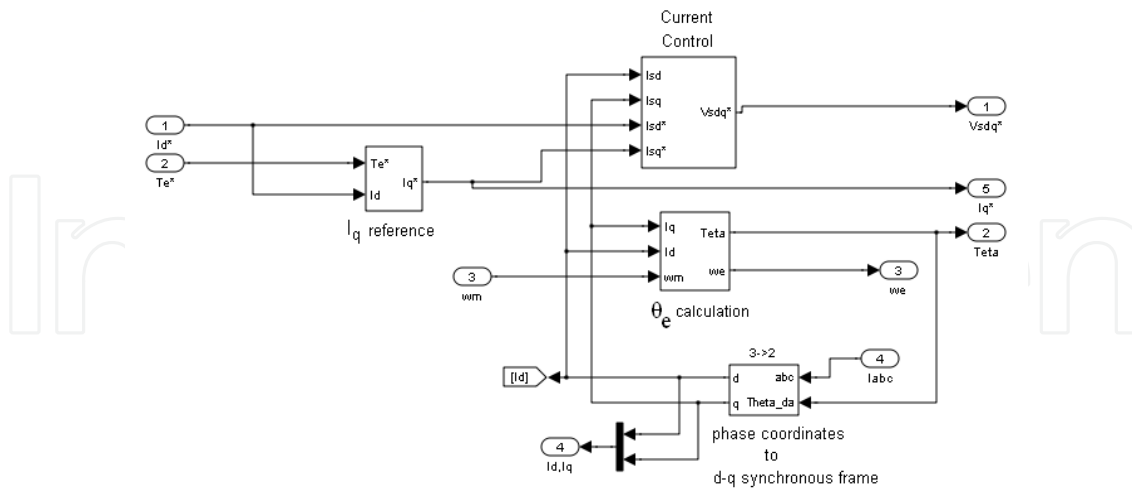 Current
Control
Isd
Isq
Isd*
Isq*
Vsdq*
1
Vsdq*
1
Id*
2
Te*
Te*
Id
Iq*
Iq reference
5
Iq*
Iq
Id
wm
Teta
we
2
Teta
3
wm
3
we
θe calculation
3->2
d
q
abc
Theta_da
4
Iabc
[Id]
4
Id,Iq
phase coordinates
to
d-q synchronous frame